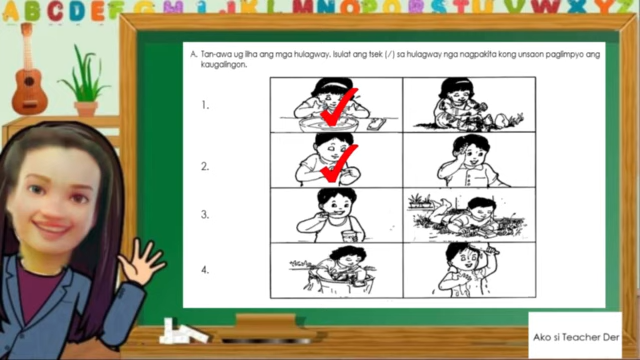 ABCDEFGHIJKLMNOPQRSTUVWXYZ
A. Tan-awa ug ilha ang mga hulagway. Isulat ang tsek (/) sa hulagway nga nagpakita kong unsaon paglimpyo ang
kaugalingon.
1.
2.
3.
4.
Ako si Teacher Der